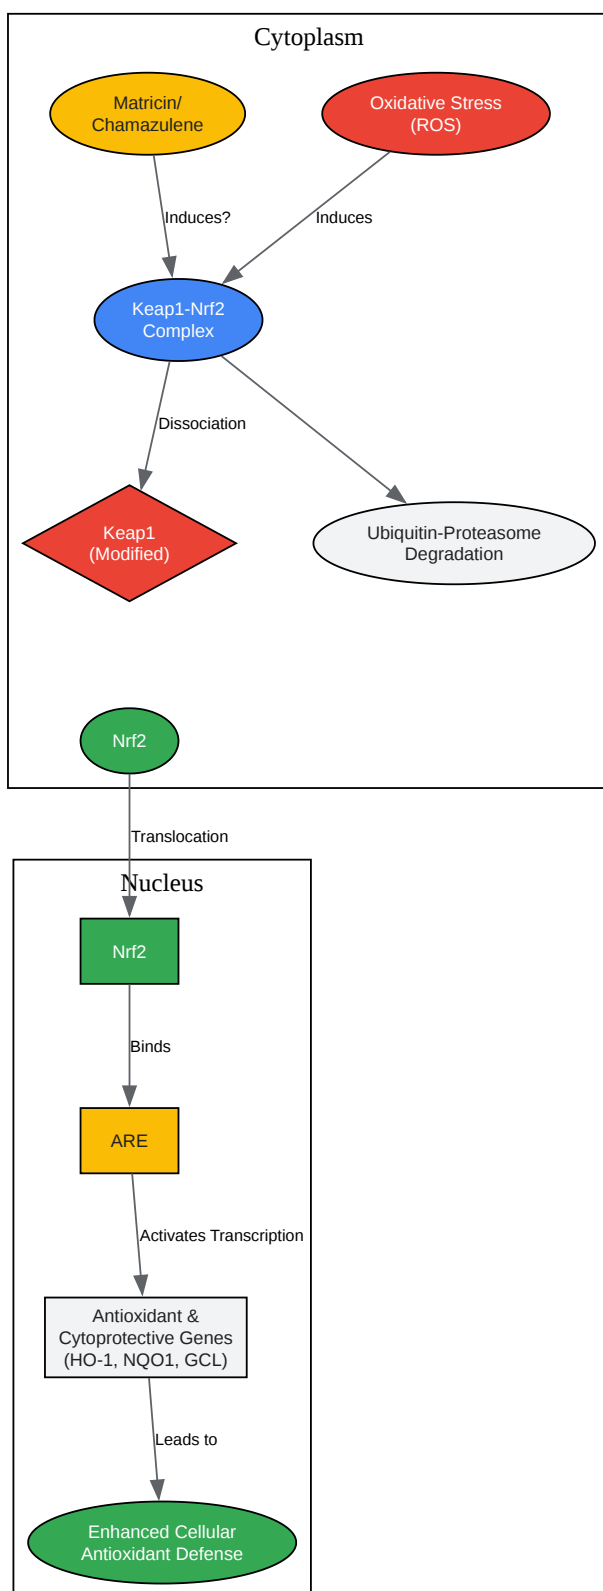 Cytoplasm
Matricin/
Chamazulene
Oxidative Stress
(ROS)
Induces?
Induces
Keap1-Nrf2
Complex
Dissociation
Keap1
(Modified)
Ubiquitin-Proteasome
Degradation
Nrf2
Translocation
Nucleus
Nrf2
Binds
ARE
Activates Transcription
Antioxidant &
Cytoprotective Genes
(HO-1, NQO1, GCL)
Leads to
Enhanced Cellular
Antioxidant Defense